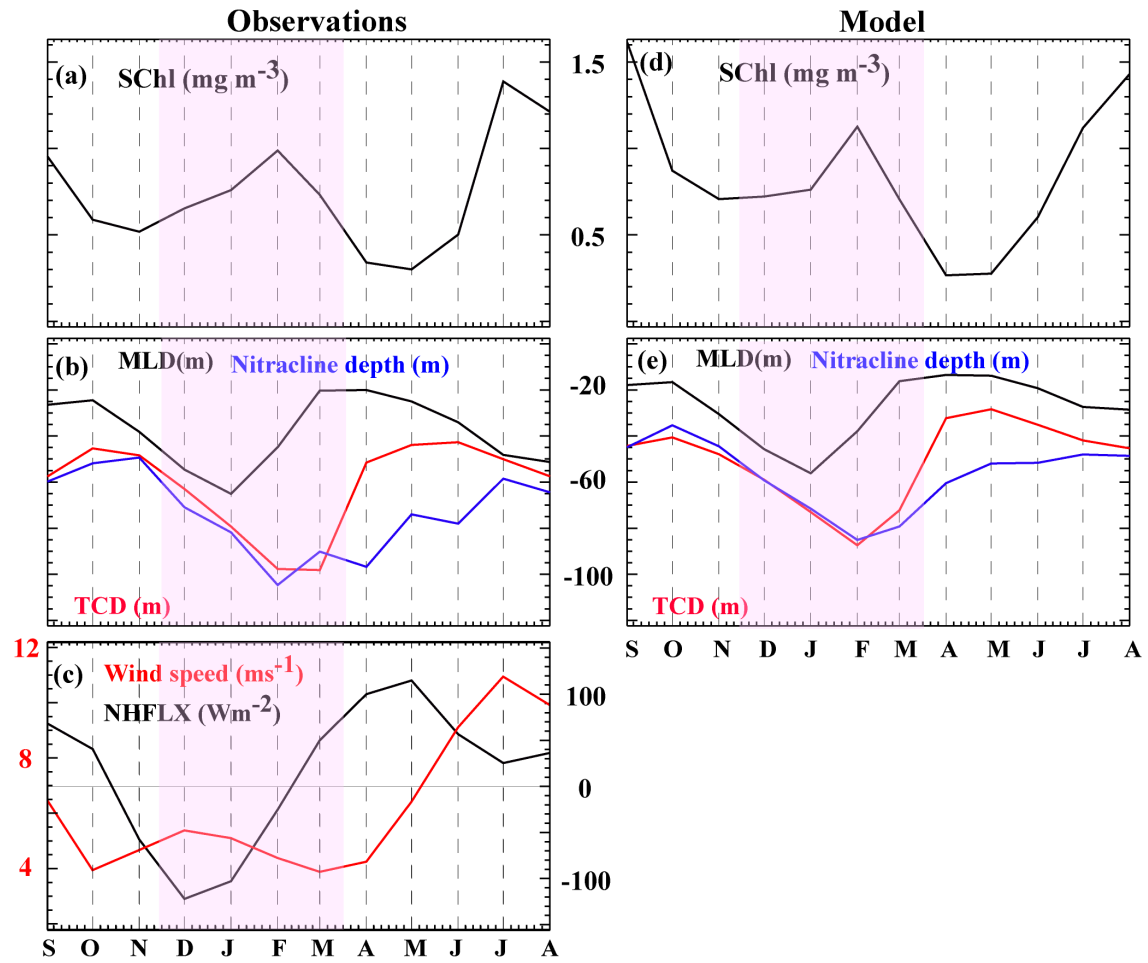 Observations
Model
(a)
SChl (mg m-3)
1.5
0.5
(d)
SChl (mg m-3)
(b)
MLD(m)
Nitracline depth (m)
TCD (m)
-20
-60
-100
(e)
MLD(m)
Nitracline depth (m)
TCD (m)
S O N D J F M A M J J A
12
8
4
(c)
Wind speed (ms-1)
NHFLX (Wm-2)
100
0
-100
S O N D J F M A M J J A